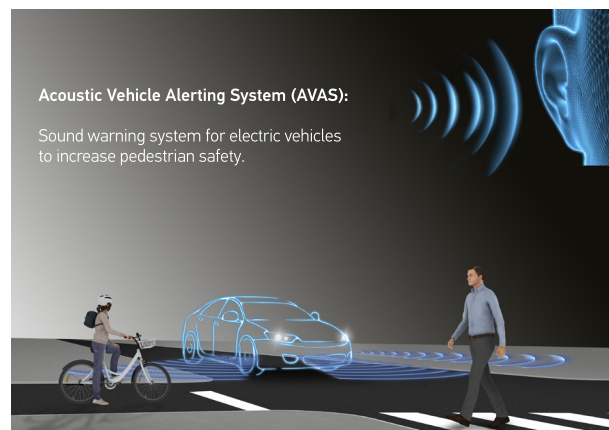 Acoustic Vehicle Alerting System (AVAS):
Sound warning system for electric vehicles
to increase pedestrian safety.